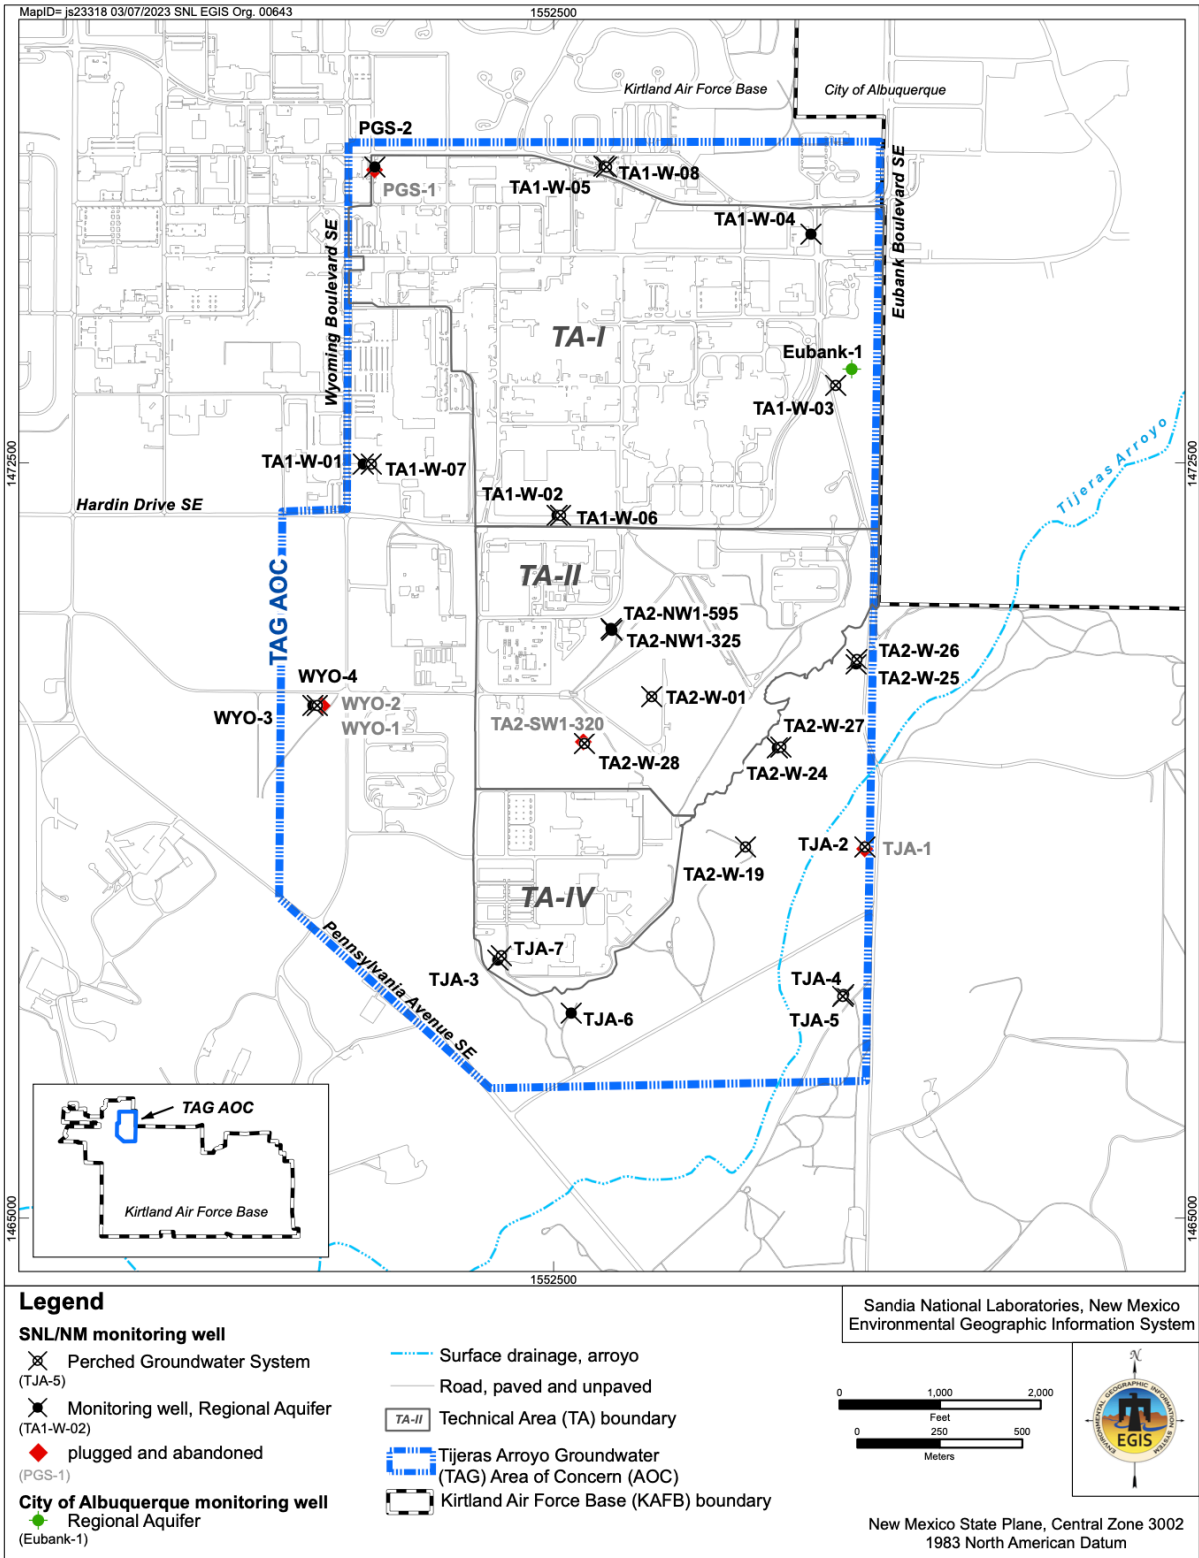 MapID= js23318 03/07/2023 SNL EGIS Org. 00643
1552500
Kirtland Air Force Base
City of Albuquerque
PGS-2
PGS-1
TA1-W-05
TA1-W-08
TA1-W-04
Eubank Boulevard SE
Wyoming Boulevard SE
TA-I
Eubank-1
TA1-W-03
Tijeras Arroyo
1472500
1472500
TA1-W-01
TA1-W-07
Hardin Drive SE
TA1-W-02
TA1-W-06
TAG AOC
TA-II
TA2-NW1-595
TA2-NW1-325
TA2-W-26
TA2-W-25
WYO-4
WYO-3
WYO-2
WYO-1
TA2-W-01
TA2-SW1-320
TA2-W-28
TA2-W-27
TA2-W-24
TJA-2
TJA-1
TA2-W-19
TA-IV
Pennsylvania Avenue SE
TJA-7
TJA-3
TJA-4
TJA-5
TJA-6
TAG AOC
Kirtland Air Force Base
1465000
1465000
1552500
Legend
SNL/NM monitoring well
Perched Groundwater System
(TJA-5)
Monitoring well, Regional Aquifer
(TA1-W-02)
plugged and abandoned
(PGS-1)
City of Albuquerque monitoring well
Regional Aquifer
(Eubank-1)
Surface drainage, arroyo
Road, paved and unpaved
TA-II Technical Area (TA) boundary
Tijeras Arroyo Groundwater
(TAG) Area of Concern (AOC)
Kirtland Air Force Base (KAFB) boundary
Sandia National Laboratories, New Mexico
Environmental Geographic Information System
0 1,000 2,000
Feet
0 250 500
Meters
N
ENVIRONMENTAL GEOGRAPHIC INFORMATION SYSTEM
EGIS
New Mexico State Plane, Central Zone 3002
1983 North American Datum